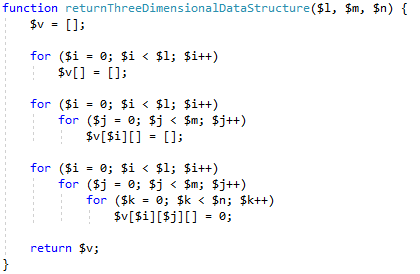 function returnThreeDimensionalDataStructure($l, $m, $n) {
    $v = [];

    for ($i = 0; $i < $l; $i++)
        $v[] = [];

    for ($i = 0; $i < $l; $i++)
        for ($j = 0; $j < $m; $j++)
            $v[$i][] = [];

    for ($i = 0; $i < $l; $i++)
        for ($j = 0; $j < $m; $j++)
            for ($k = 0; $k < $n; $k++)
                $v[$i][$j][] = 0;

    return $v;
}